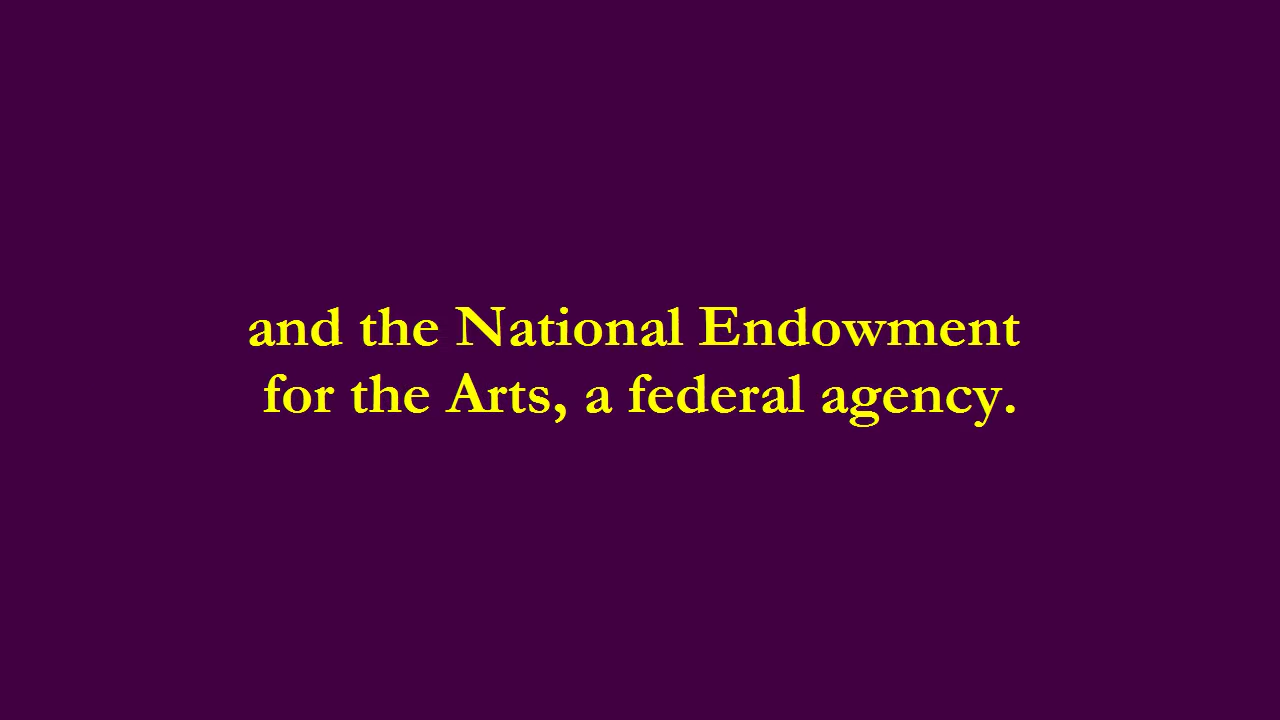 and the National Endowment
for the Arts, a federal agency.